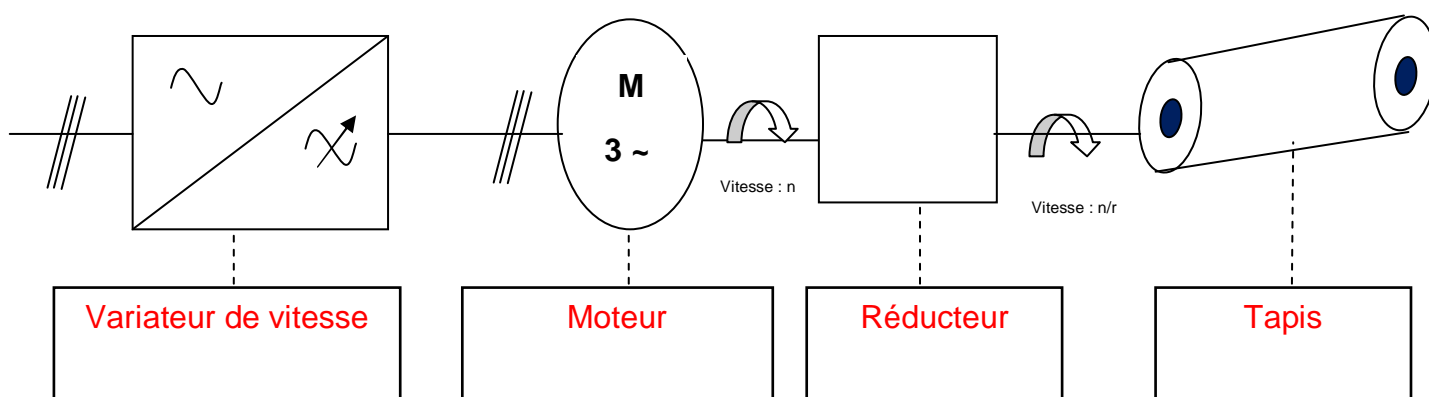 M
3 ~
Vitesse : n
Vitesse : n/r
Variateur de vitesse
Moteur
Réducteur
Tapis